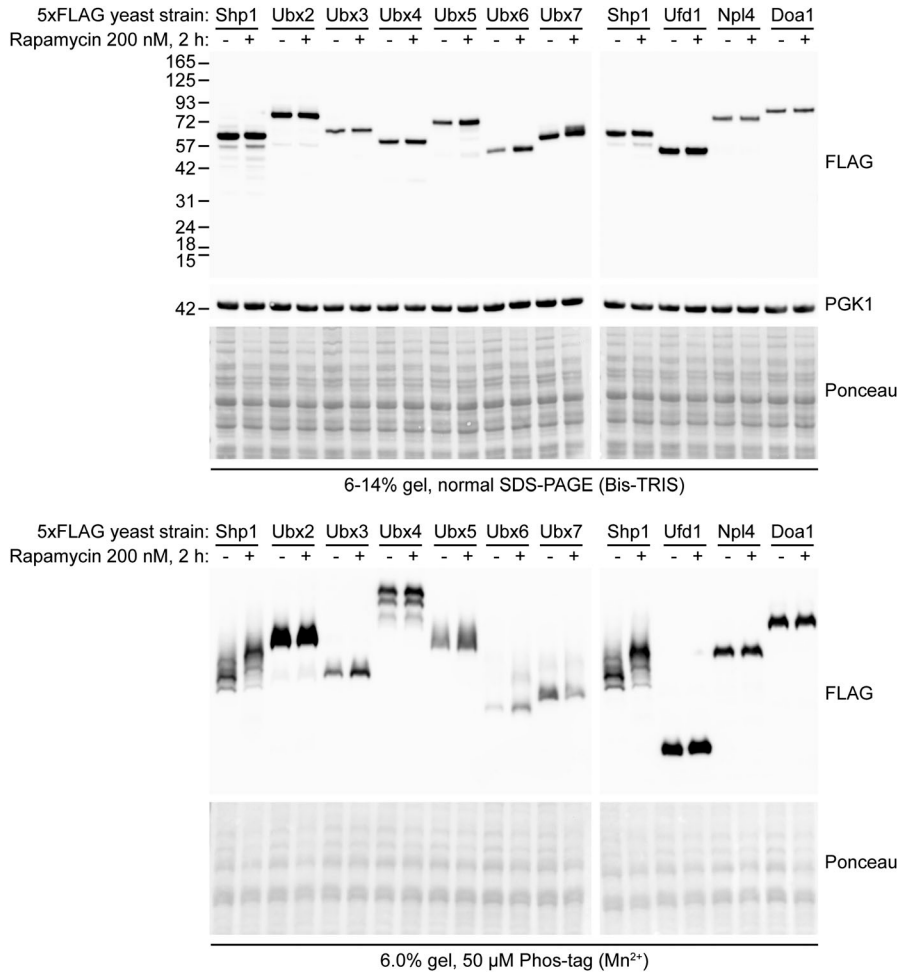 5xFLAG yeast strain: Shp1 Ubx2 Ubx3 Ubx4 Ubx5 Ubx6 Ubx7 Shp1 Ufd1 Npl4 Doa1
Rapamycin 200 nM, 2 h: - + - + - + - + - + - + - + - + - + - + - +
165
125
93
72
57
42
31
24
18
15
FLAG
42
PGK1
Ponceau
6-14% gel, normal SDS-PAGE (Bis-TRIS)
5xFLAG yeast strain: Shp1 Ubx2 Ubx3 Ubx4 Ubx5 Ubx6 Ubx7 Shp1 Ufd1 Npl4 Doa1
Rapamycin 200 nM, 2 h: - + - + - + - + - + - + - + - + - + - + - +
FLAG
Ponceau
6.0% gel, 50 µM Phos-tag (Mn²⁺)